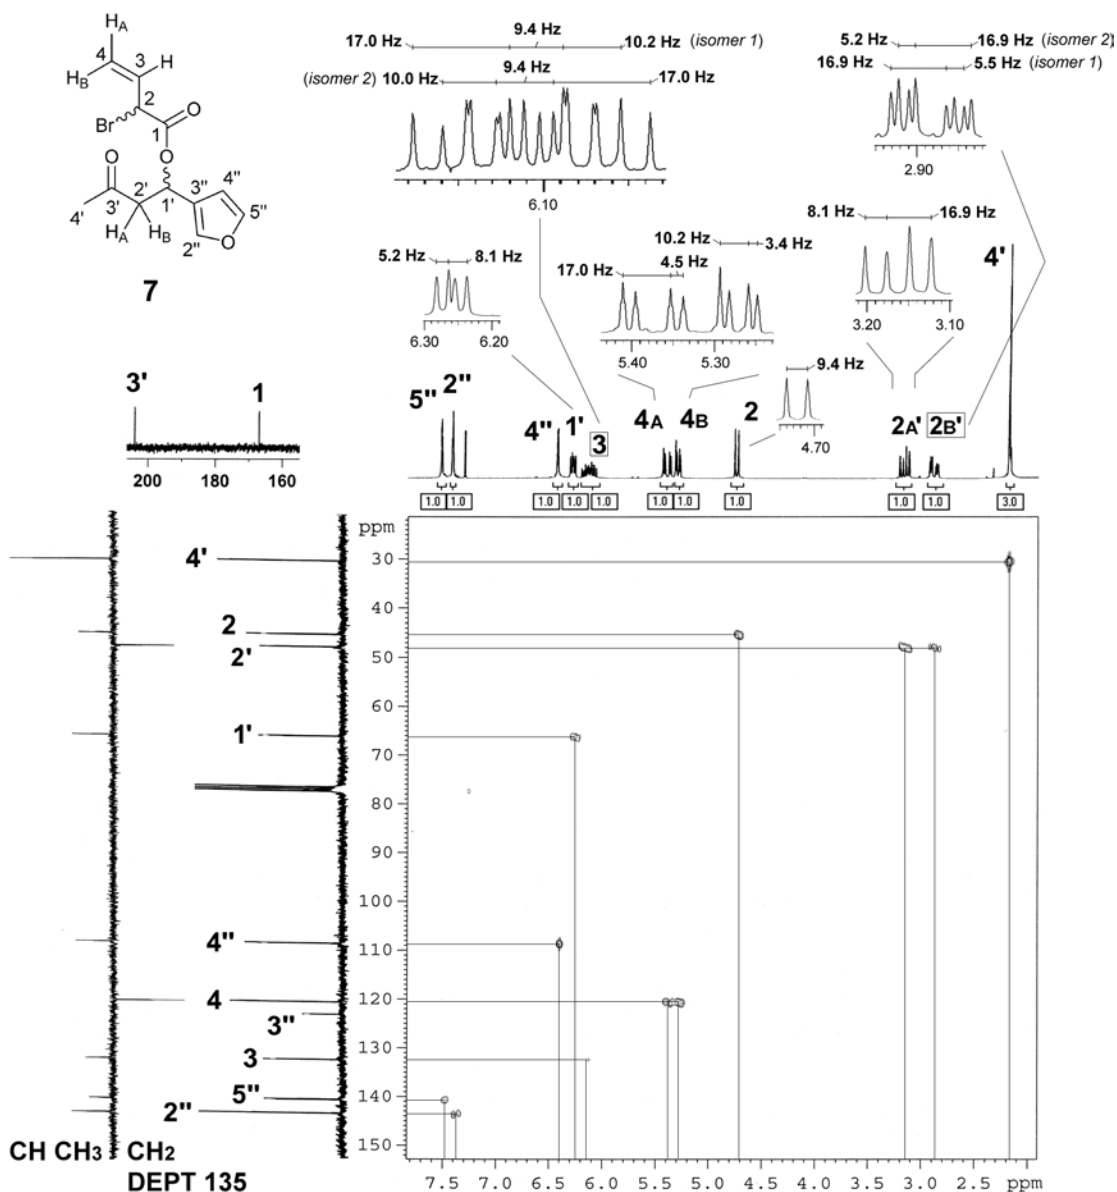 HA
4
HB
3
H
2
Br
1
O
O
O
4'
3'
2'
1'
3''
4''
5''
2''
O
HA
HB
7
17.0 Hz
9.4 Hz
10.2 Hz (isomer 1)
(isomer 2) 10.0 Hz
9.4 Hz
17.0 Hz
6.10
5.2 Hz
16.9 Hz (isomer 2)
16.9 Hz
5.5 Hz (isomer 1)
2.90
5.2 Hz
8.1 Hz
6.30
6.20
10.2 Hz
3.4 Hz
17.0 Hz
4.5 Hz
5.40
5.30
8.1 Hz
16.9 Hz
3.20
3.10
9.4 Hz
4.70
3'
1
200
180
160
5''
2''
4''
1'
3
4A
4B
2
2A'
2B'
4'
1.0
1.0
1.0
1.0
1.0
1.0
1.0
1.0
1.0
1.0
3.0
ppm
30
40
50
60
70
80
90
100
110
120
130
140
150
4'
2
2'
1'
4''
4
3''
3
5''
2''
7.5
7.0
6.5
6.0
5.5
5.0
4.5
4.0
3.5
3.0
2.5
ppm
CH CH3
CH2
DEPT 135